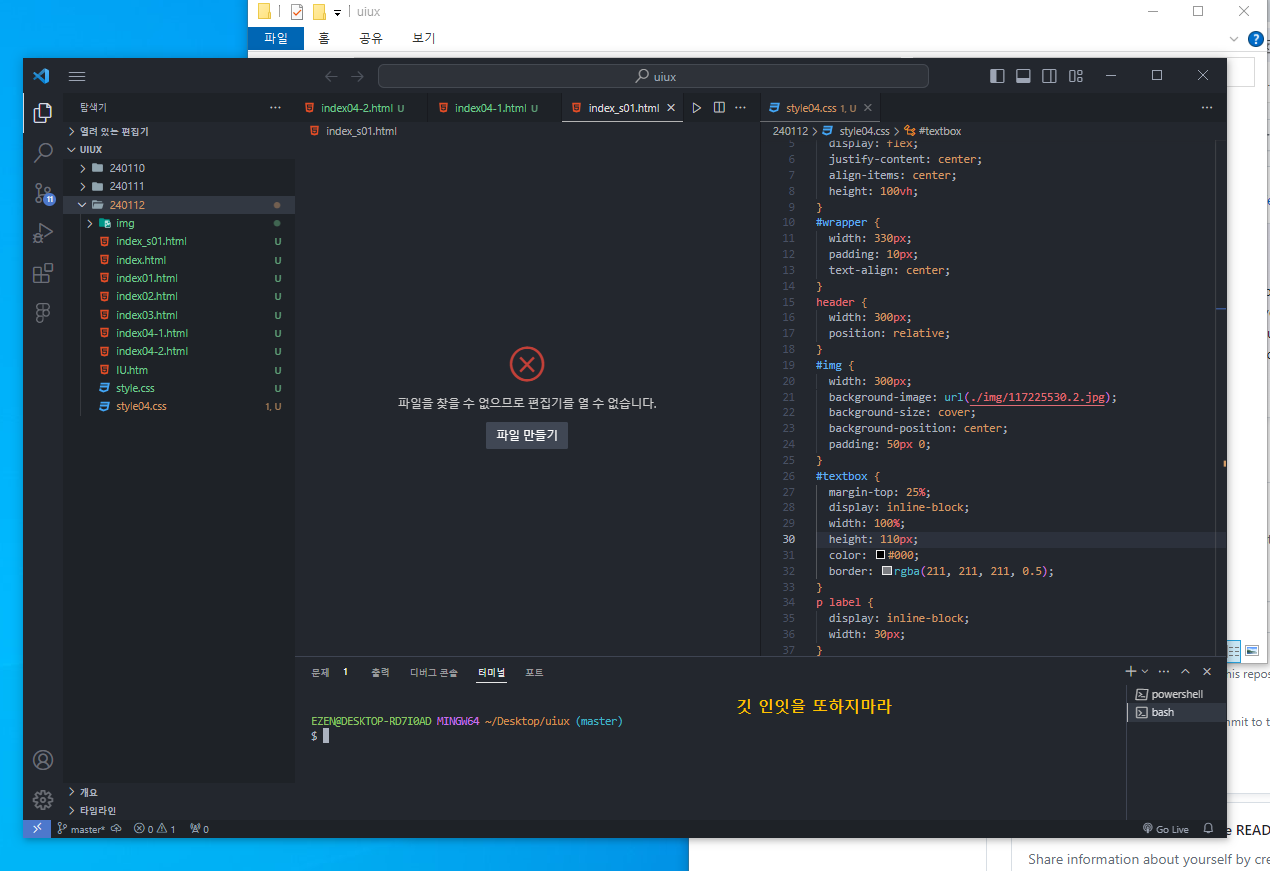 uiux
파일 홈 공유 보기
uiux
탐색기
index04-2.html U
index04-1.html U
index_s01.html
style04.css 1, U
열려 있는 편집기
index_s01.html
240112 > style04.css > #textbox
UIUX
240110
240111
240112
img
index_s01.html U
index.html U
index01.html U
index02.html U
index03.html U
index04-1.html U
index04-2.html U
IU.htm U
style.css U
style04.css 1, U
11
파일을 찾을 수 없으므로 편집기를 열 수 없습니다.
파일 만들기
5 display: flex;
6 justify-content: center;
7 align-items: center;
8 height: 100vh;
9 }
10 #wrapper {
11 width: 330px;
12 padding: 10px;
13 text-align: center;
14 }
15 header {
16 width: 300px;
17 position: relative;
18 }
19 #img {
20 width: 300px;
21 background-image: url(./img/117225530.2.jpg);
22 background-size: cover;
23 background-position: center;
24 padding: 50px 0;
25 }
26 #textbox {
27 margin-top: 25%;
28 display: inline-block;
29 width: 100%;
30 height: 110px;
31 color: #000;
32 border: rgba(211, 211, 211, 0.5);
33 }
34 p label {
35 display: inline-block;
36 width: 30px;
37 }
문제 1 출력 디버그 콘솔 터미널 포트
깃 인잇을 또하지마라
EZEN@DESKTOP-RD7I0AD MINGW64 ~/Desktop/uiux (master)
$
powershell
bash
개요
타임라인
master* 0 1 0
Go Live
his repos
mmit to t
e READ
Share information about yourself by cre